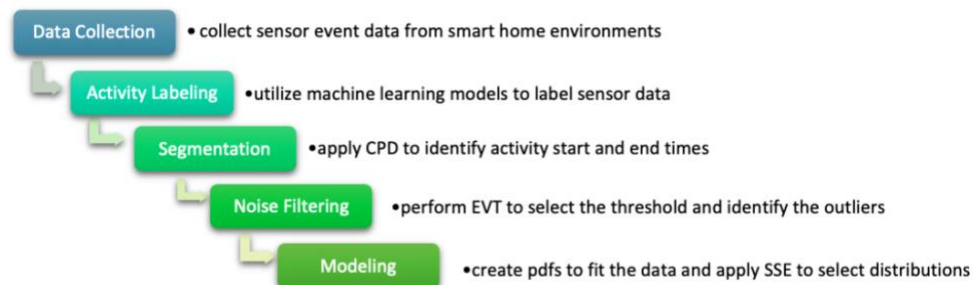 Data Collection • collect sensor event data from smart home environments
Activity Labeling •utilize machine learning models to label sensor data
Segmentation •apply CPD to identify activity start and end times
Noise Filtering •perform EVT to select the threshold and identify the outliers
Modeling •create pdfs to fit the data and apply SSE to select distributions